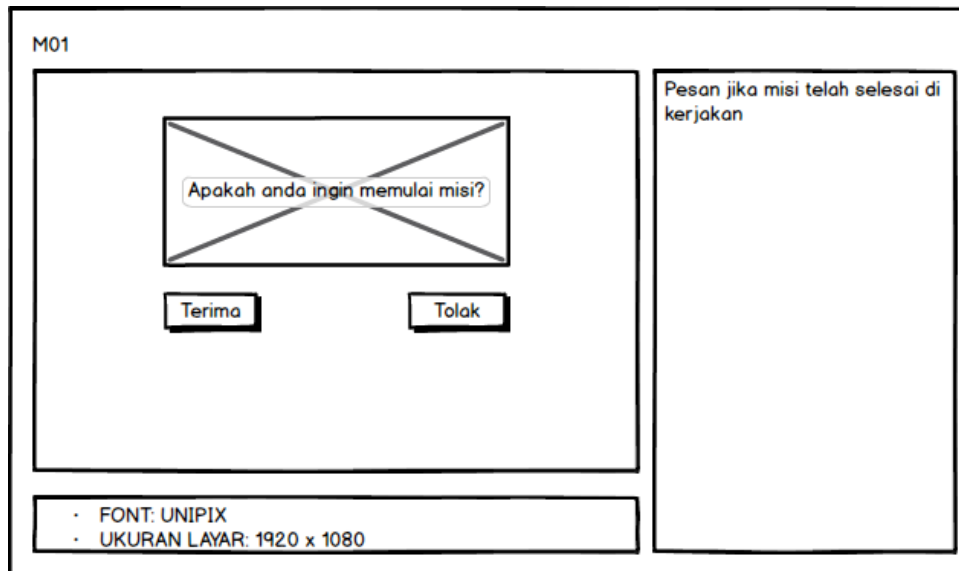 M01
Apakah anda ingin memulai misi?
Terima
Tolak
Pesan jika misi telah selesai di
kerjakan
· FONT: UNIPIX
· UKURAN LAYAR: 1920 x 1080